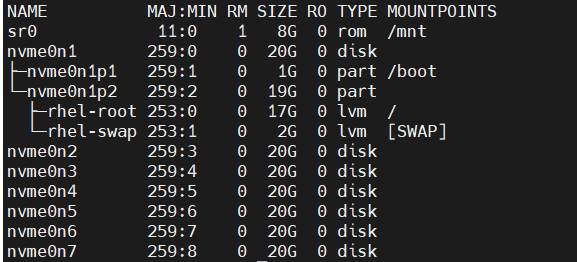 NAME MAJ:MIN RM SIZE RO TYPE MOUNTPOINTS
sr0 11:0 1 8G 0 rom /mnt
nvme0n1 259:0 0 20G 0 disk
├─nvme0n1p1 259:1 0 1G 0 part /boot
└─nvme0n1p2 259:2 0 19G 0 part
├─rhel-root 253:0 0 17G 0 lvm /
└─rhel-swap 253:1 0 2G 0 lvm [SWAP]
nvme0n2 259:3 0 20G 0 disk
nvme0n3 259:4 0 20G 0 disk
nvme0n4 259:5 0 20G 0 disk
nvme0n5 259:6 0 20G 0 disk
nvme0n6 259:7 0 20G 0 disk
nvme0n7 259:8 0 20G 0 disk